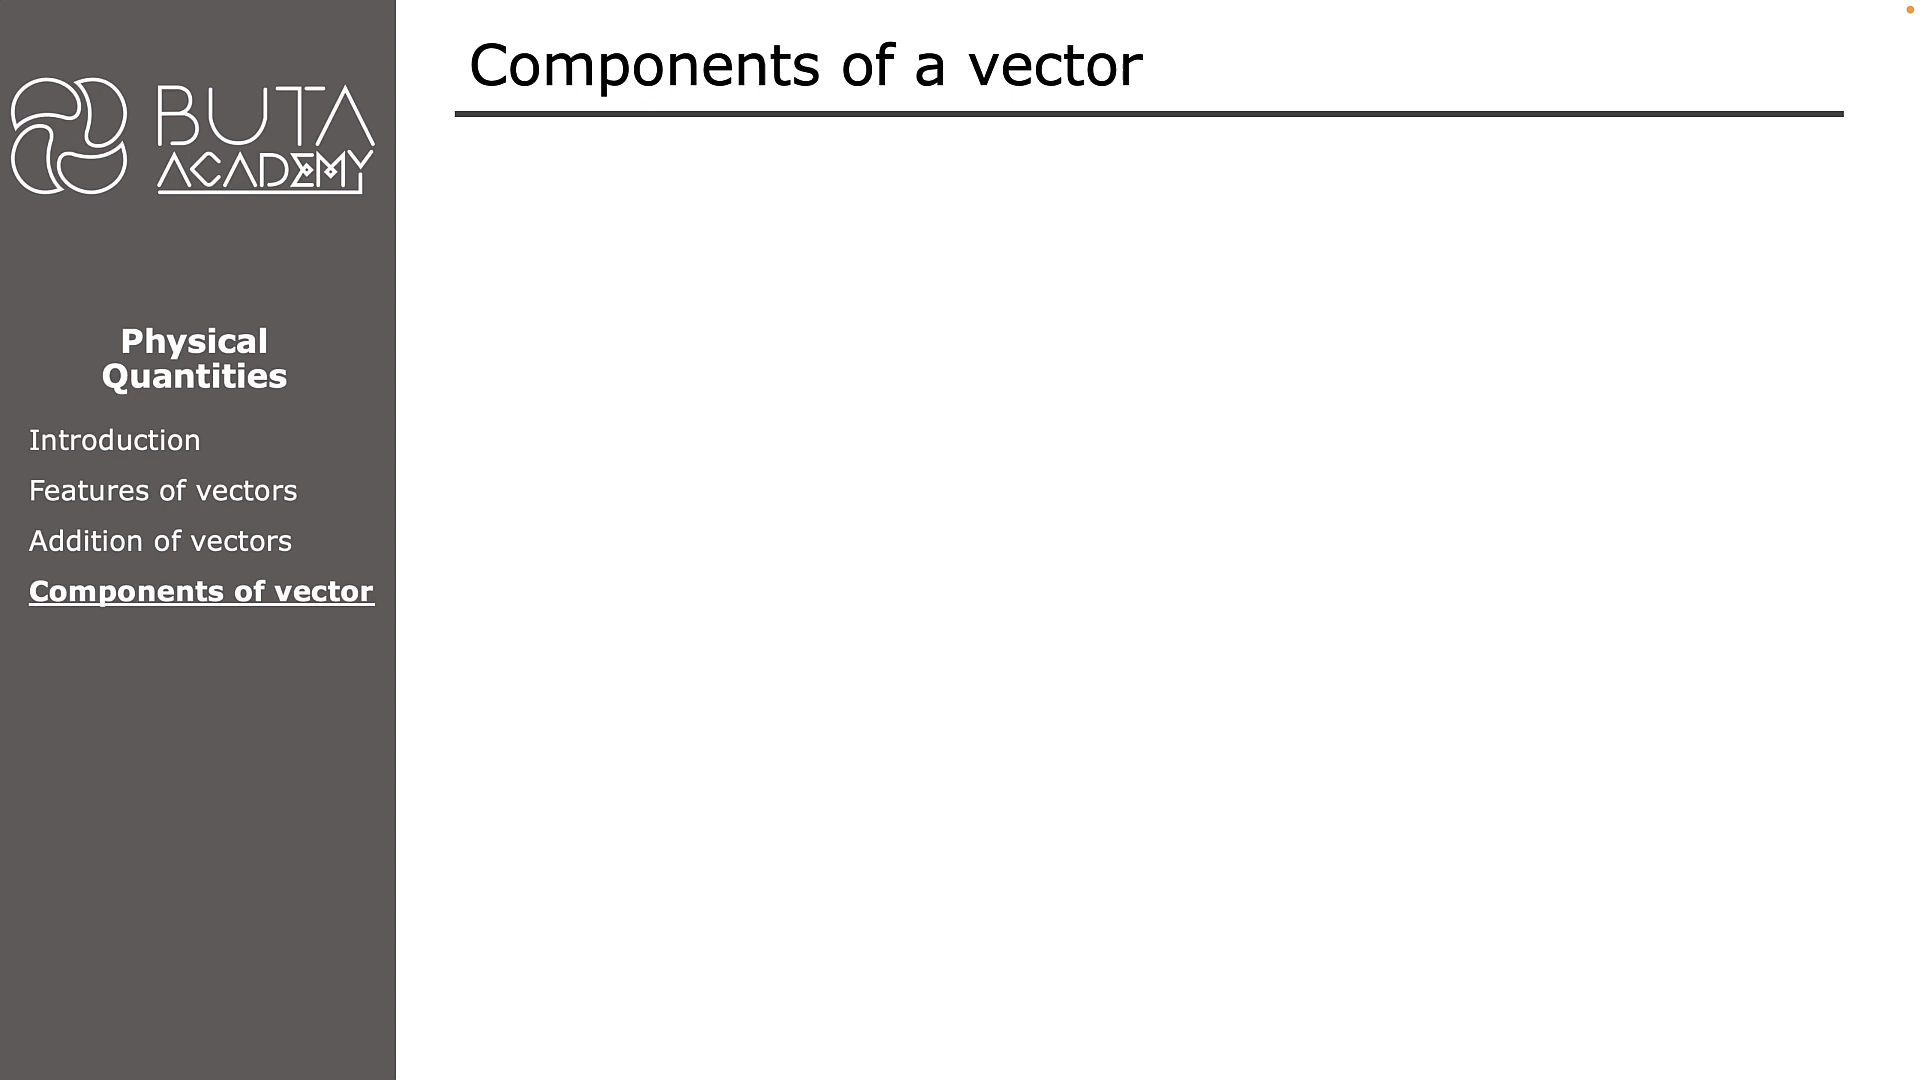 BUTA
ACADEMY
Physical
Quantities
Introduction
Features of vectors
Addition of vectors
Components of vector
Components of a vector